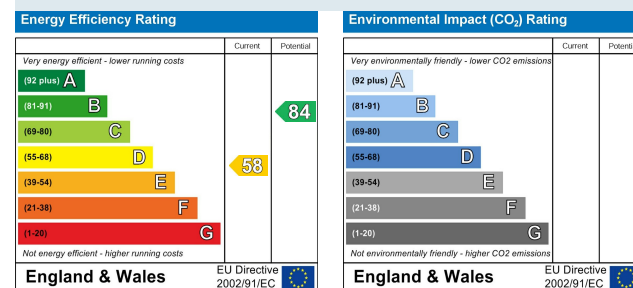 Energy Efficiency Rating
Current Potential
Very energy efficient - lower running costs
(92 plus) A
(81-91) B
84
(69-80) C
(55-68) D
58
(39-54) E
(21-38) F
(1-20) G
Not energy efficient - higher running costs
England & Wales
EU Directive
2002/91/EC
Environmental Impact (CO₂) Rating
Current Potenti
Very environmentally friendly - lower CO2 emissions
(92 plus) A
(81-91) B
(69-80) C
(55-68) D
(39-54) E
(21-38) F
(1-20) G
Not environmentally friendly - higher CO2 emissions
England & Wales
EU Directive
2002/91/EC